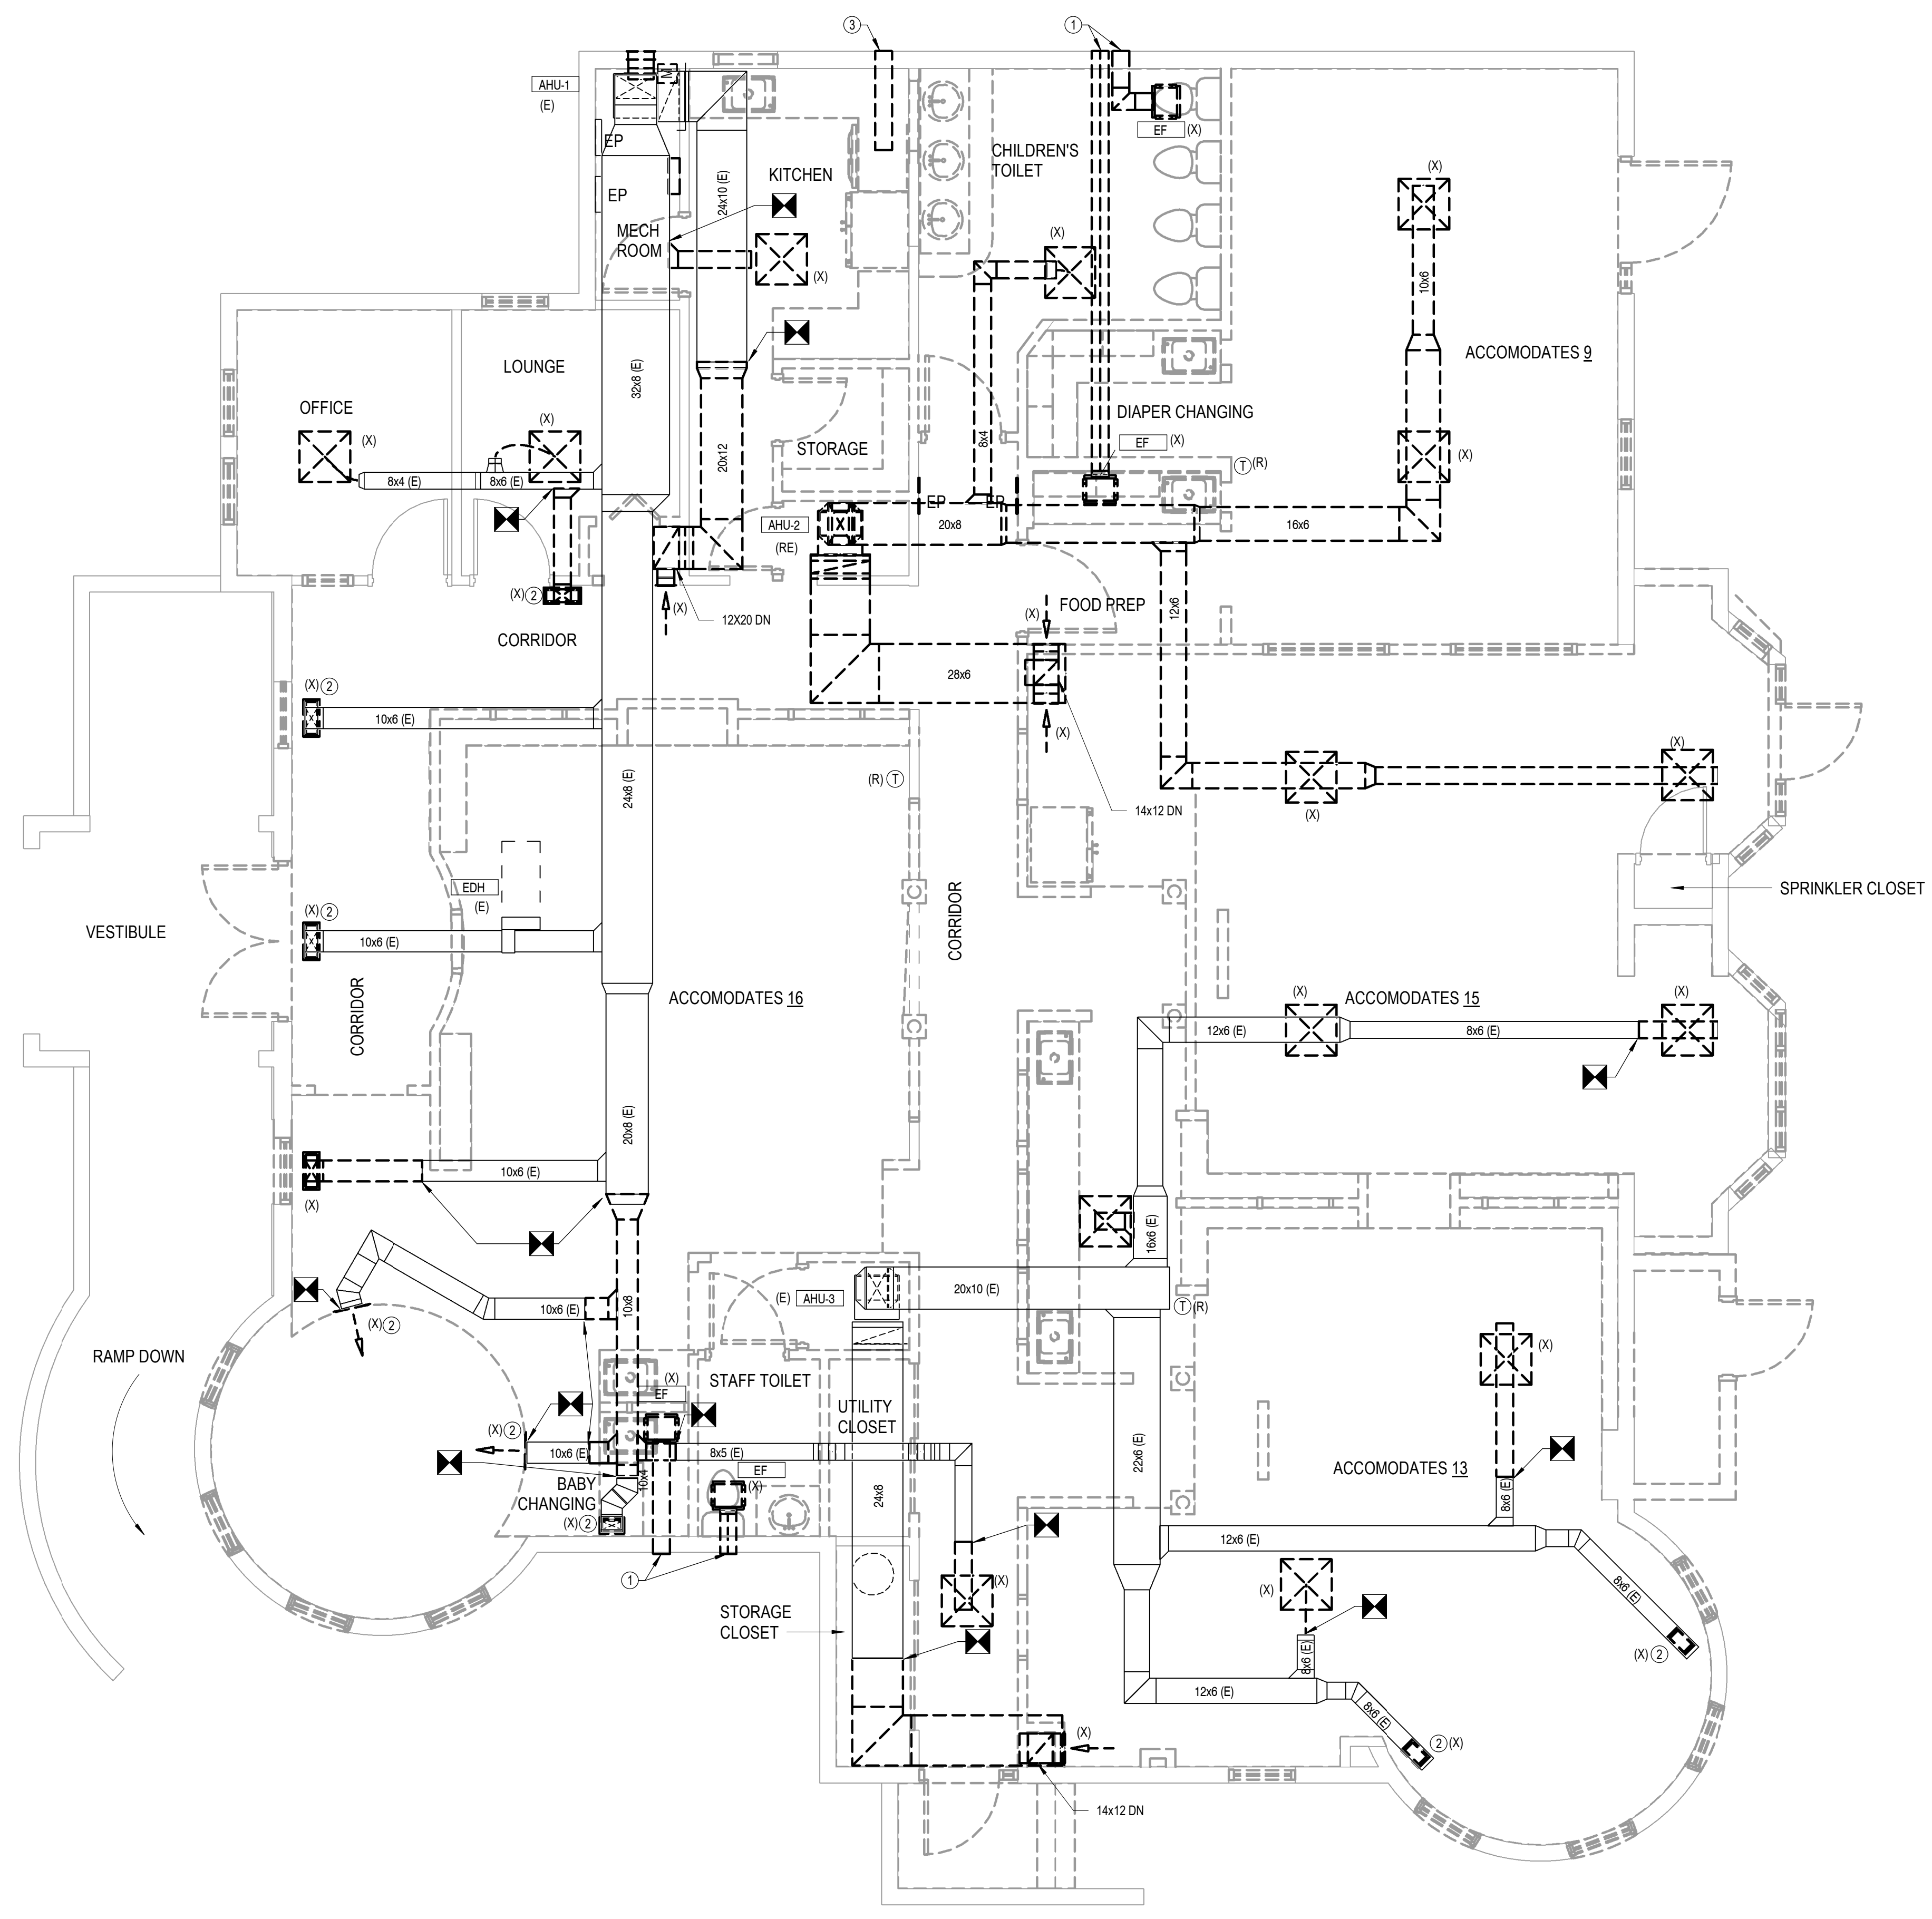 3
1
AHU-1
(E)
M
EP
EP
MECH
ROOM
24x10 (E)
KITCHEN
(X)
CHILDREN'S
TOILET
EF
(X)
(X)
(X)
10x6
ACCOMODATES 9
LOUNGE
OFFICE
(X)
(X)
32x8 (E)
20x12
STORAGE
8x4
DIAPER CHANGING
EF
(X)
T
(R)
(X)
8x4 (E)
8x6 (E)
AHU-2
(RE)
X
EP
EP
20x8
16x6
(X)
2
(X)
12X20 DN
CORRIDOR
(X)
FOOD PREP
12x6
28x6
(X)
(X)
2
X
10x6 (E)
24x8 (E)
(R)
T
14x12 DN
(X)
(X)
EDH
(E)
SPRINKLER CLOSET
(X)
2
X
10x6 (E)
VESTIBULE
CORRIDOR
CORRIDOR
ACCOMODATES 16
(X)
ACCOMODATES 15
(X)
12x6 (E)
8x6 (E)
20x8 (E)
10x6 (E)
(X)
16x6 (E)
10x6 (E)
10x8
(X)
2
(E)
AHU-3
20x10 (E)
T
(R)
RAMP DOWN
STAFF TOILET
(X)
EF
(X)
UTILITY
CLOSET
(X)
2
10x6 (E)
8x5 (E)
10x4
EF
(X)
BABY
CHANGING
(X)
2
X
24x8
22x6 (E)
ACCOMODATES 13
8x6 (E)
12x6 (E)
1
STORAGE
CLOSET
(X)
(X)
8x6 (E)
8x6 (E)
(X)
2
12x6 (E)
8x6 (E)
(X)
2
(X)
14x12 DN